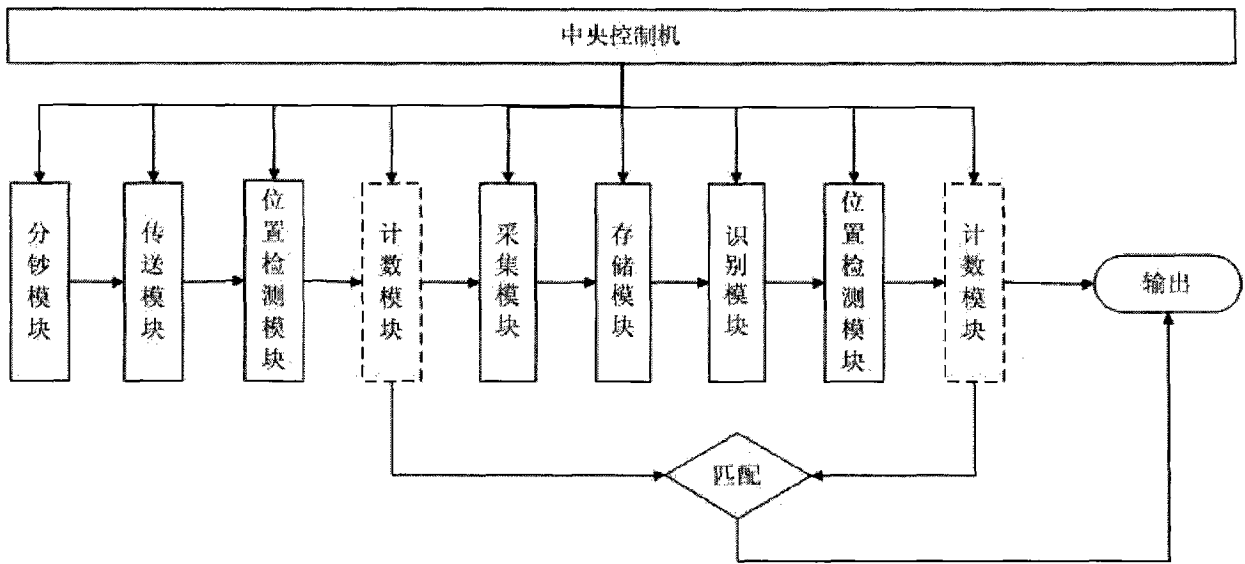 中央控制机
分钞模块
传送模块
位置检测模块
计数模块
采集模块
存储模块
识别模块
位置检测模块
计数模块
输出
匹配